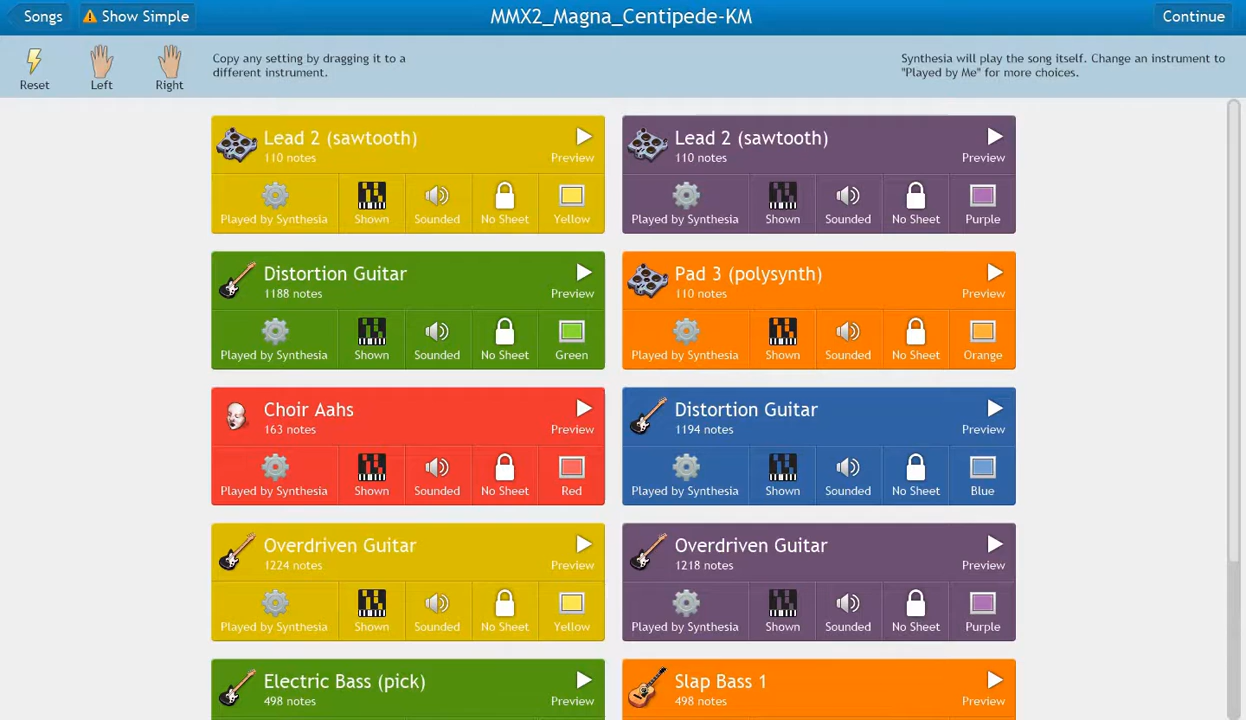 Songs
Show Simple
MMX2_Magna_Centipede-KM
Continue
Reset
Left
Right
Copy any setting by dragging it to a
different instrument.
Synthesia will play the song itself. Change an instrument to
"Played by Me" for more choices.
Lead 2 (sawtooth)
110 notes
Preview
Played by Synthesia
Shown
Sounded
No Sheet
Yellow
Lead 2 (sawtooth)
110 notes
Preview
Played by Synthesia
Shown
Sounded
No Sheet
Purple
Distortion Guitar
1188 notes
Preview
Played by Synthesia
Shown
Sounded
No Sheet
Green
Pad 3 (polysynth)
110 notes
Preview
Played by Synthesia
Shown
Sounded
No Sheet
Orange
Choir Aahs
163 notes
Preview
Played by Synthesia
Shown
Sounded
No Sheet
Red
Distortion Guitar
1194 notes
Preview
Played by Synthesia
Shown
Sounded
No Sheet
Blue
Overdriven Guitar
1224 notes
Preview
Played by Synthesia
Shown
Sounded
No Sheet
Yellow
Overdriven Guitar
1218 notes
Preview
Played by Synthesia
Shown
Sounded
No Sheet
Purple
Electric Bass (pick)
498 notes
Preview
Slap Bass 1
498 notes
Preview